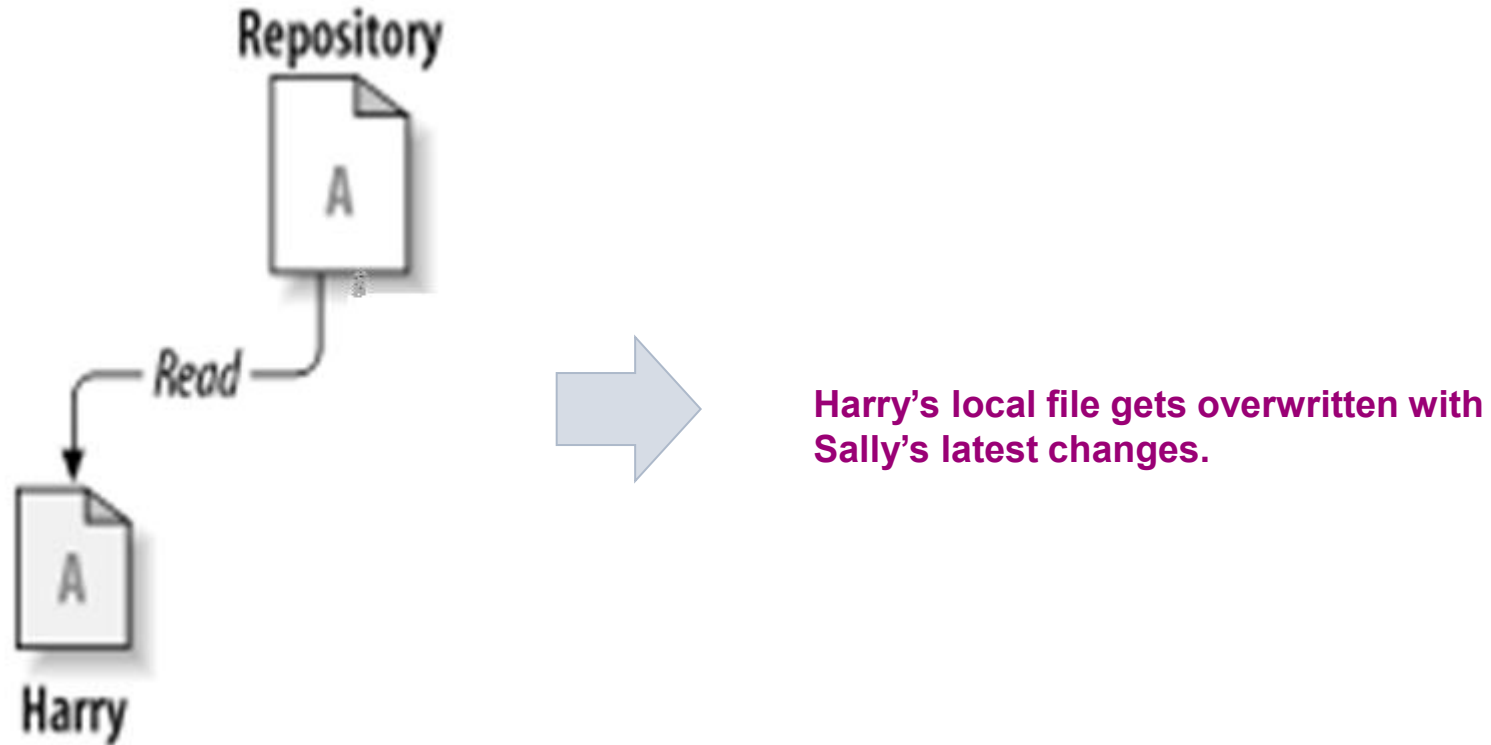 Repository
A
Read
Harry’s local file gets overwritten with
Sally’s latest changes.
A
Harry